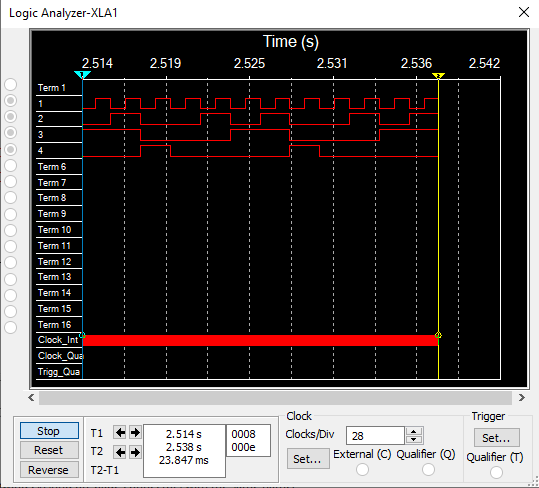 Logic Analyzer-XLA1
Time (s)
2.514 2.519 2.525 2.531 2.536 2.542
1 2
Term 1
1
2
3
4
Term 6
Term 7
Term 8
Term 9
Term 10
Term 11
Term 12
Term 13
Term 14
Term 15
Term 16
Clock_Int
Clock_Qua
Trigg_Qua
Stop
Reset
Reverse
T1 2.514 s 0008
T2 2.538 s 000e
T2-T1 23.847 ms
Clock
Clocks/Div 28
Set... External (C) Qualifier (Q)
Trigger
Set...
Qualifier (T)